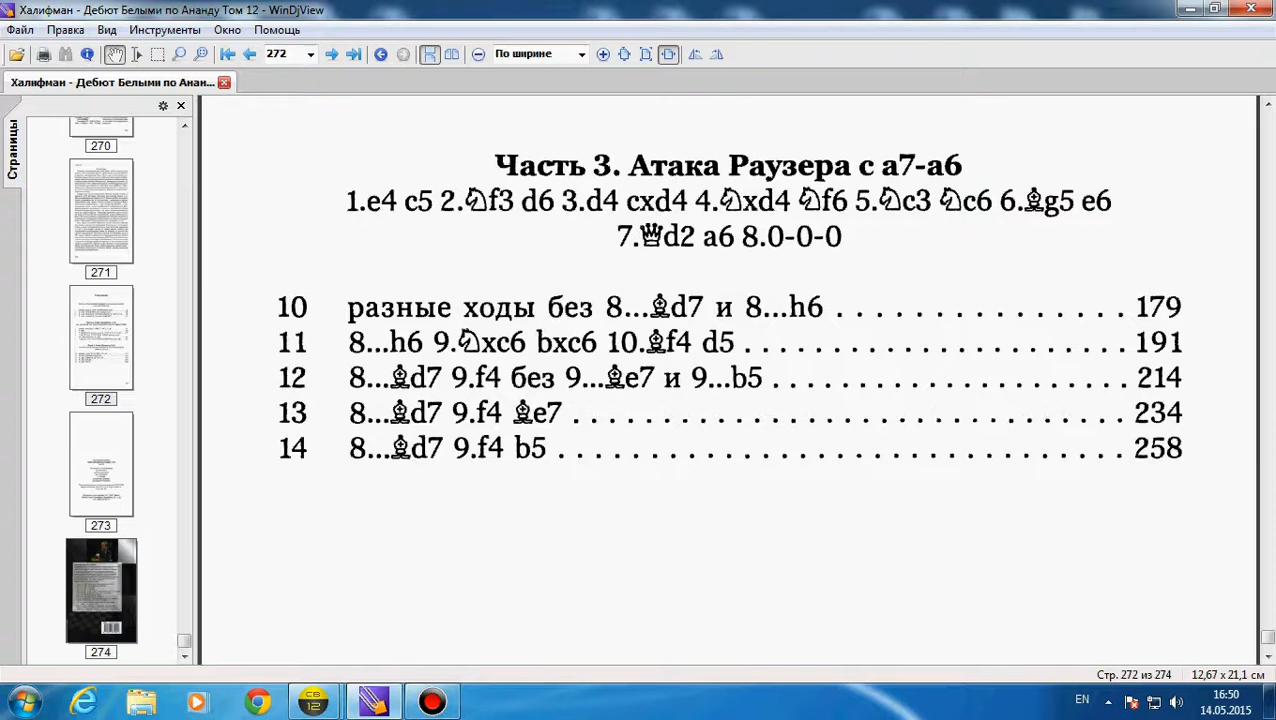 Халифман - Дебют Белыми по Ананду Том 12 - WinDjView
Файл Правка Вид Инструменты Окно Помощь
272 По ширине
Халифман - Дебют Белыми по Анан...
Страницы
270
271
272
273
274
Часть 3. Атака Раузера с a7-a6
1.e4 c5 2.♘f3 d6 3.d4 cxd4 4.♘xd4 ♘f6 5.♘c3 ♘c6 6.♗g5 e6
7.♕d2 a6 8.0-0-0
10 разные ходы без 8...♗d7 и 8...h6 . . . . . . . . . . . . . . . 179
11 8...h6 9.♘xc6 bxc6 10.♗f4 d5 . . . . . . . . . . . . . . . . . . . 191
12 8...♗d7 9.f4 без 9...♗e7 и 9...b5 . . . . . . . . . . . . . . . . . . 214
13 8...♗d7 9.f4 ♗e7 . . . . . . . . . . . . . . . . . . . . . . . . . . . . 234
14 8...♗d7 9.f4 b5 . . . . . . . . . . . . . . . . . . . . . . . . . . . . . 258
Стр. 272 из 274 12,67 x 21,1 см
CB 12
EN
16:50
14.05.2015